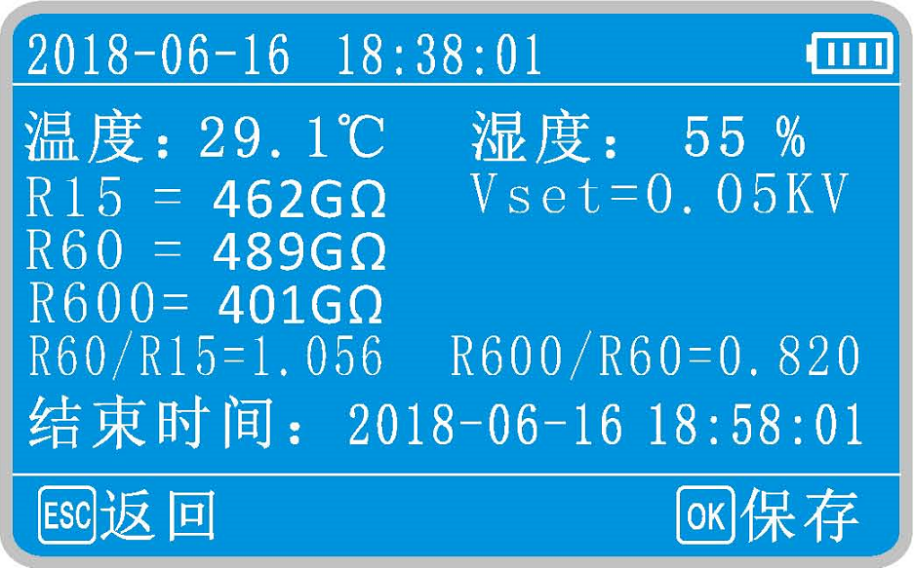 2018-06-16 18:38:01
温度：29.1℃ 湿度： 55 %
R15 = 462GΩ Vset=0.05KV
R60 = 489GΩ
R600= 401GΩ
R60/R15=1.056 R600/R60=0.820
结束时间： 2018-06-16 18:58:01
ESC返回 OK保存